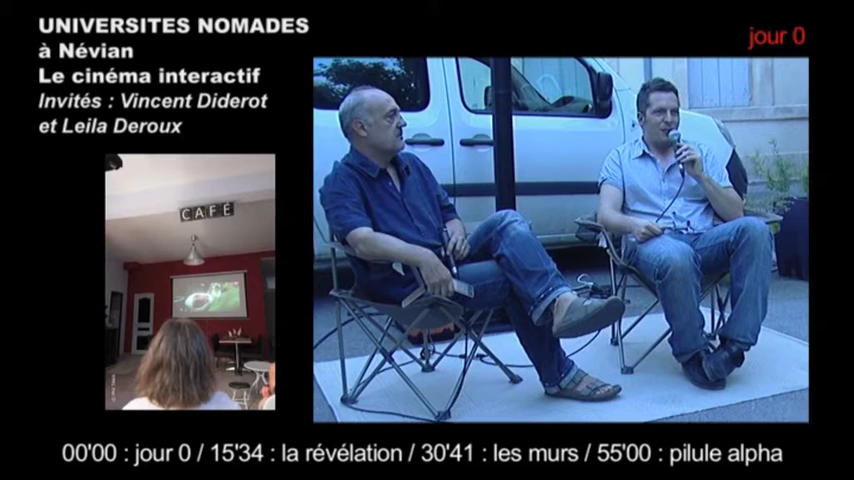 UNIVERSITES NOMADES
à Névian
Le cinéma interactif
Invités : Vincent Diderot
et Leila Deroux
jour 0
CAFÉ
00'00 : jour 0 / 15'34 : la révélation / 30'41 : les murs / 55'00 : pilule alpha